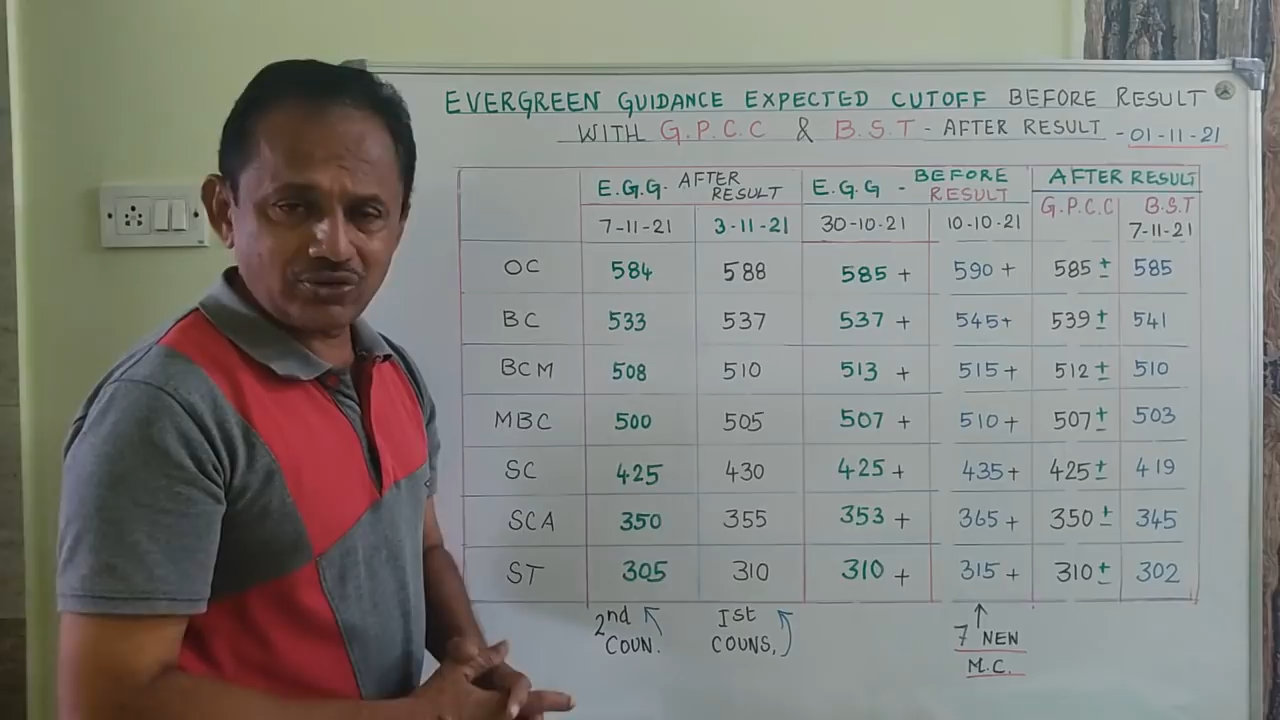 EVERGREEN GUIDANCE EXPECTED CUTOFF BEFORE RESULT
WITH G.P.C.C & B.S.T - AFTER RESULT - 01-11-21
E.G.G - AFTER RESULT E.G.G - BEFORE RESULT AFTER RESULT
G.P.C.C B.S.T
7-11-21 3-11-21 30-10-21 10-10-21 7-11-21
OC 584 588 585 + 590 + 585 ± 585
BC 533 537 537 + 545+ 539 ± 541
BCM 508 510 513 + 515+ 512 ± 510
MBC 500 505 507 + 510+ 507 ± 503
SC 425 430 425 + 435+ 425 ± 419
SCA 350 355 353 + 365 + 350 ± 345
ST 305 310 310 + 315 + 310 ± 302
2nd COUN. Ist COUNS, 7 NEW
M.C.